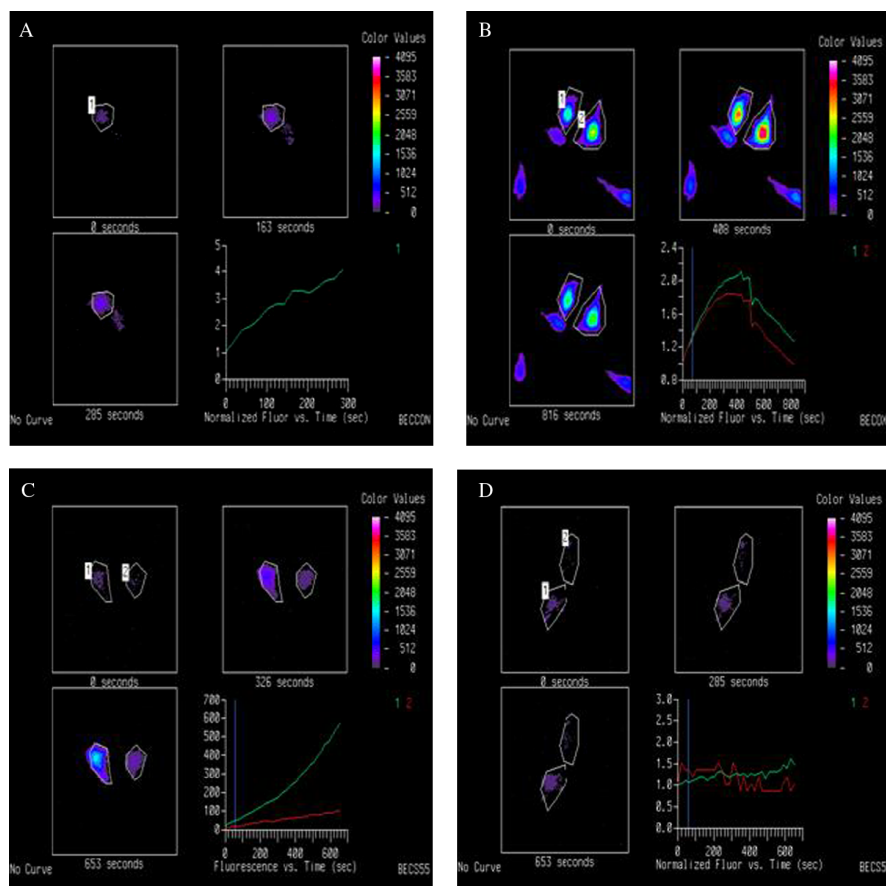 A
Color Values
4095
3583
3071
2559
2048
1536
1024
512
0
1
0 seconds
163 seconds
5
4
3
2
1
0
1
0 100 200 300
285 seconds
Normalized Fluor vs. Time (sec)
No Curve
BECCON
B
Color Values
4095
3583
3071
2559
2048
1536
1024
512
0
1
2
0 seconds
408 seconds
2.4
2.0
1.6
1.2
0.8
1 2
0 200 400 600 800
816 seconds
Normalized Fluor vs. Time (sec)
No Curve
C
Color Values
4095
3583
3071
2559
2048
1536
1024
512
0
1 2
0 seconds
326 seconds
700
600
500
400
300
200
100
0
1 2
0 200 400 600
653 seconds
Fluorescence vs. Time (sec)
No Curve
BECS55
D
Color Values
4095
3583
3071
2559
2048
1536
1024
512
0
2
1
0 seconds
285 seconds
3.0
2.5
2.0
1.5
1.0
0.5
0.0
1 2
0 200 400 600
653 seconds
Normalized Fluor vs. Time (sec)
No Curve